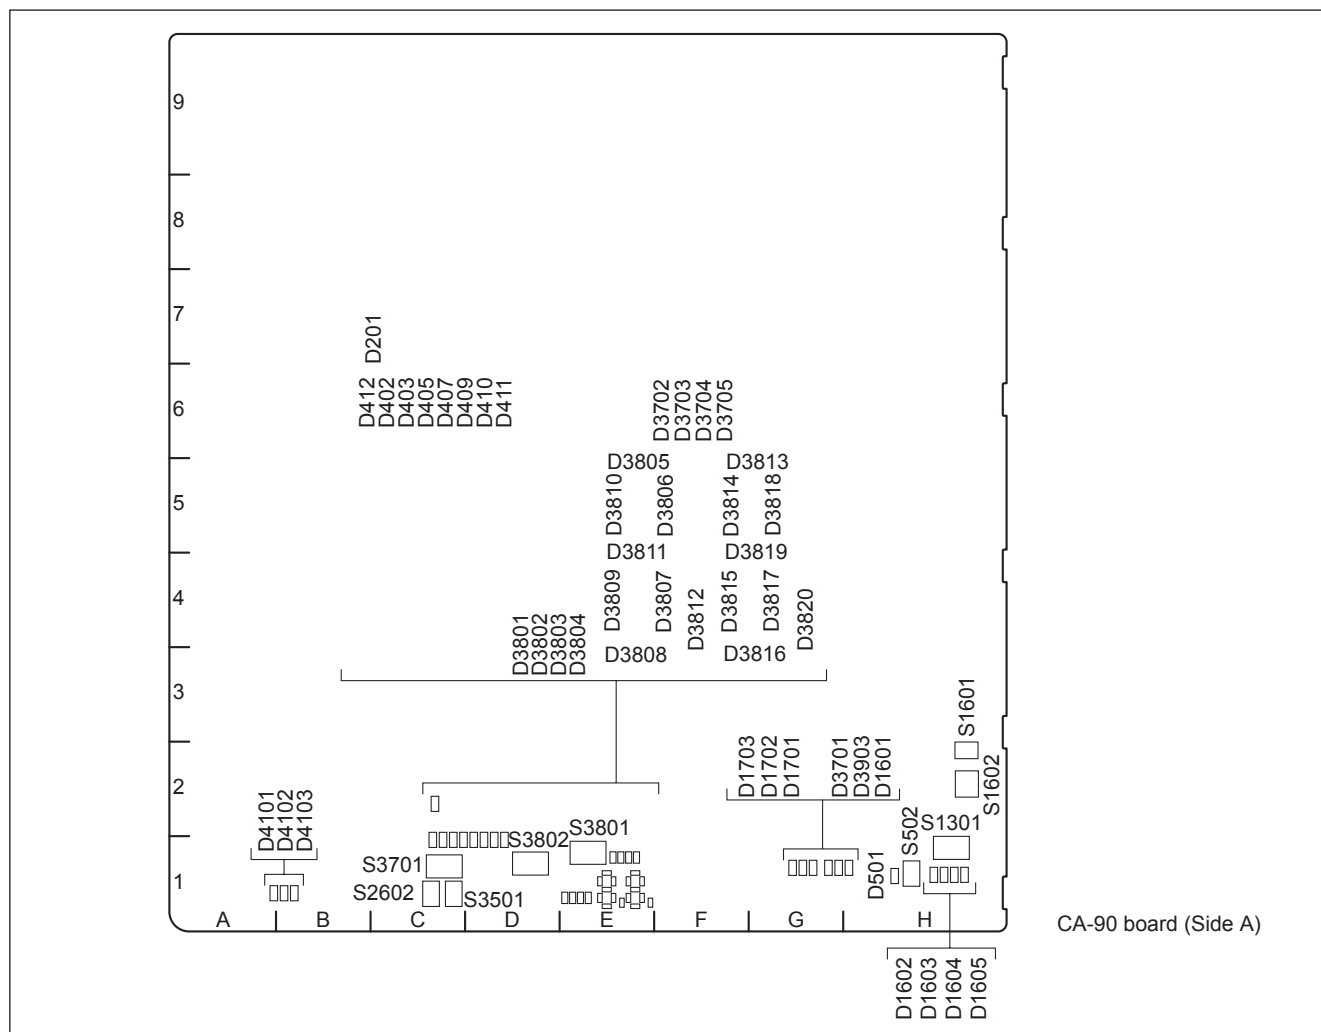 9
8
7
D201
6
D412
D402
D403
D405
D407
D409
D410
D411
D3702
D3703
D3704
D3705
D3805
D3813
5
D3810
D3806
D3814
D3818
D3811
D3819
4
D3809
D3807
D3812
D3815
D3817
D3820
D3801
D3802
D3803
D3804
D3808
D3816
3
S1601
2
D1703
D1702
D1701
D3701
D3903
D1601
S1602
D4101
D4102
D4103
S3801
S3802
S502
S1301
S3701
1
D501
S2602
S3501
A B C D E F G H
CA-90 board (Side A)
D1602
D1603
D1604
D1605